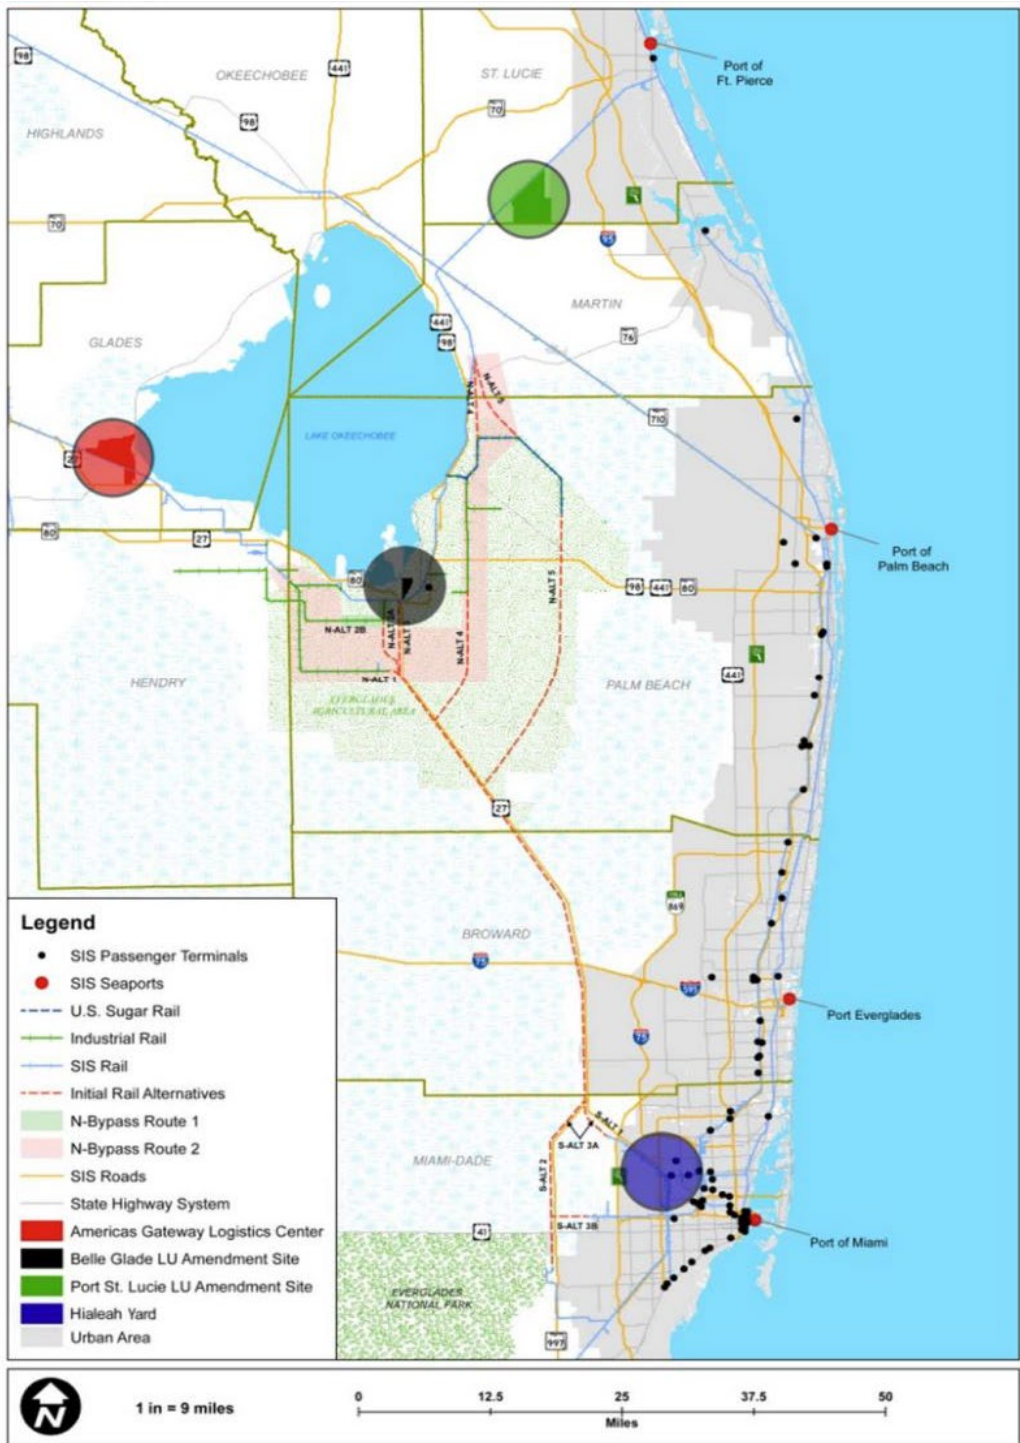 98
OKEECHOBEE
441
ST. LUCIE
Port of
Ft. Pierce
70
98
HIGHLANDS
70
95
MARTIN
441
98
76
GLADES
N-ALT 4
N-ALT 5
710
LAKE OKEECHOBEE
27
80
27
Port of
Palm Beach
80
98
441
80
N-ALT 5
N-ALT 2B
N-ALT 4
N-ALT 1
HENDRY
PALM BEACH
441
EVERGLADES
AGRICULTURAL AREA
27
869
BROWARD
75
595
Port Everglades
75
S-ALT 1
S-ALT 3A
MIAMI-DADE
S-ALT 2
S-ALT 3B
41
Port of Miami
EVERGLADES
NATIONAL PARK
997
Legend
SIS Passenger Terminals
SIS Seaports
U.S. Sugar Rail
Industrial Rail
SIS Rail
Initial Rail Alternatives
N-Bypass Route 1
N-Bypass Route 2
SIS Roads
State Highway System
Americas Gateway Logistics Center
Belle Glade LU Amendment Site
Port St. Lucie LU Amendment Site
Hialeah Yard
Urban Area
N
1 in = 9 miles
0 12.5 25 37.5 50
Miles